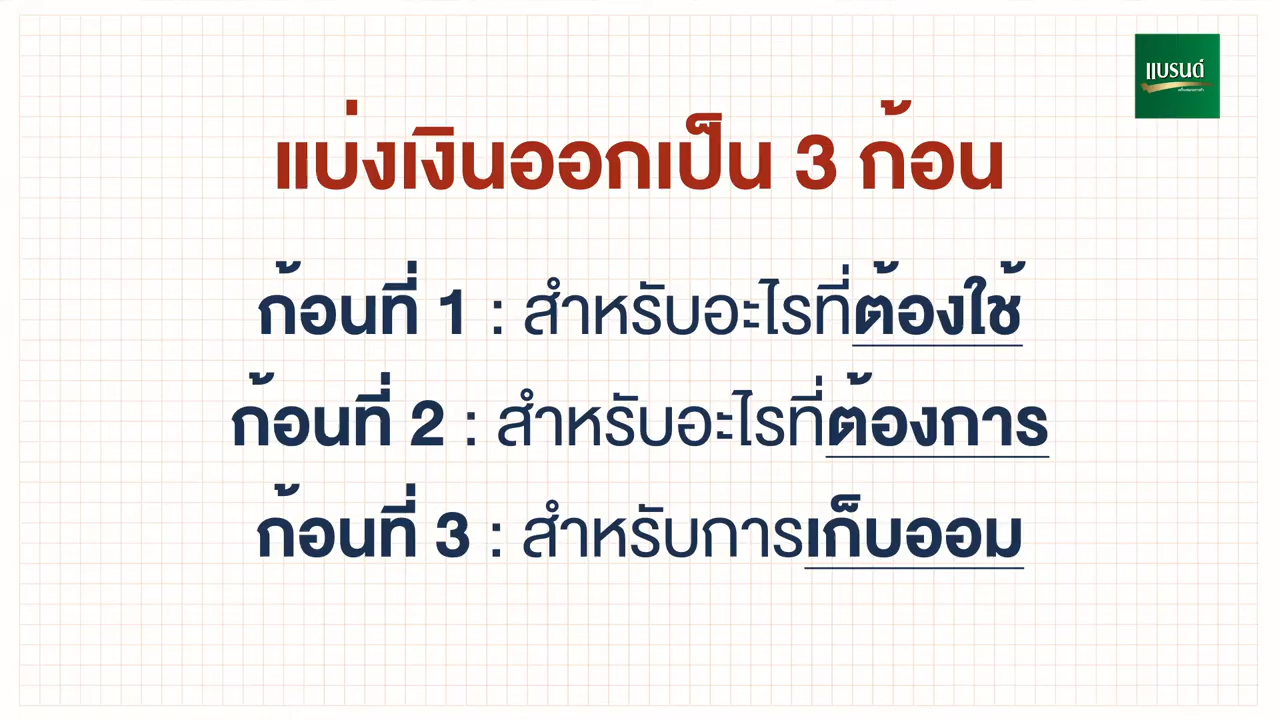 แบรนด์
แบ่งเงินออกเป็น 3 ก้อน
ก้อนที่ 1 : สำหรับอะไรที่ต้องใช้
ก้อนที่ 2 : สำหรับอะไรที่ต้องการ
ก้อนที่ 3 : สำหรับการเก็บออม